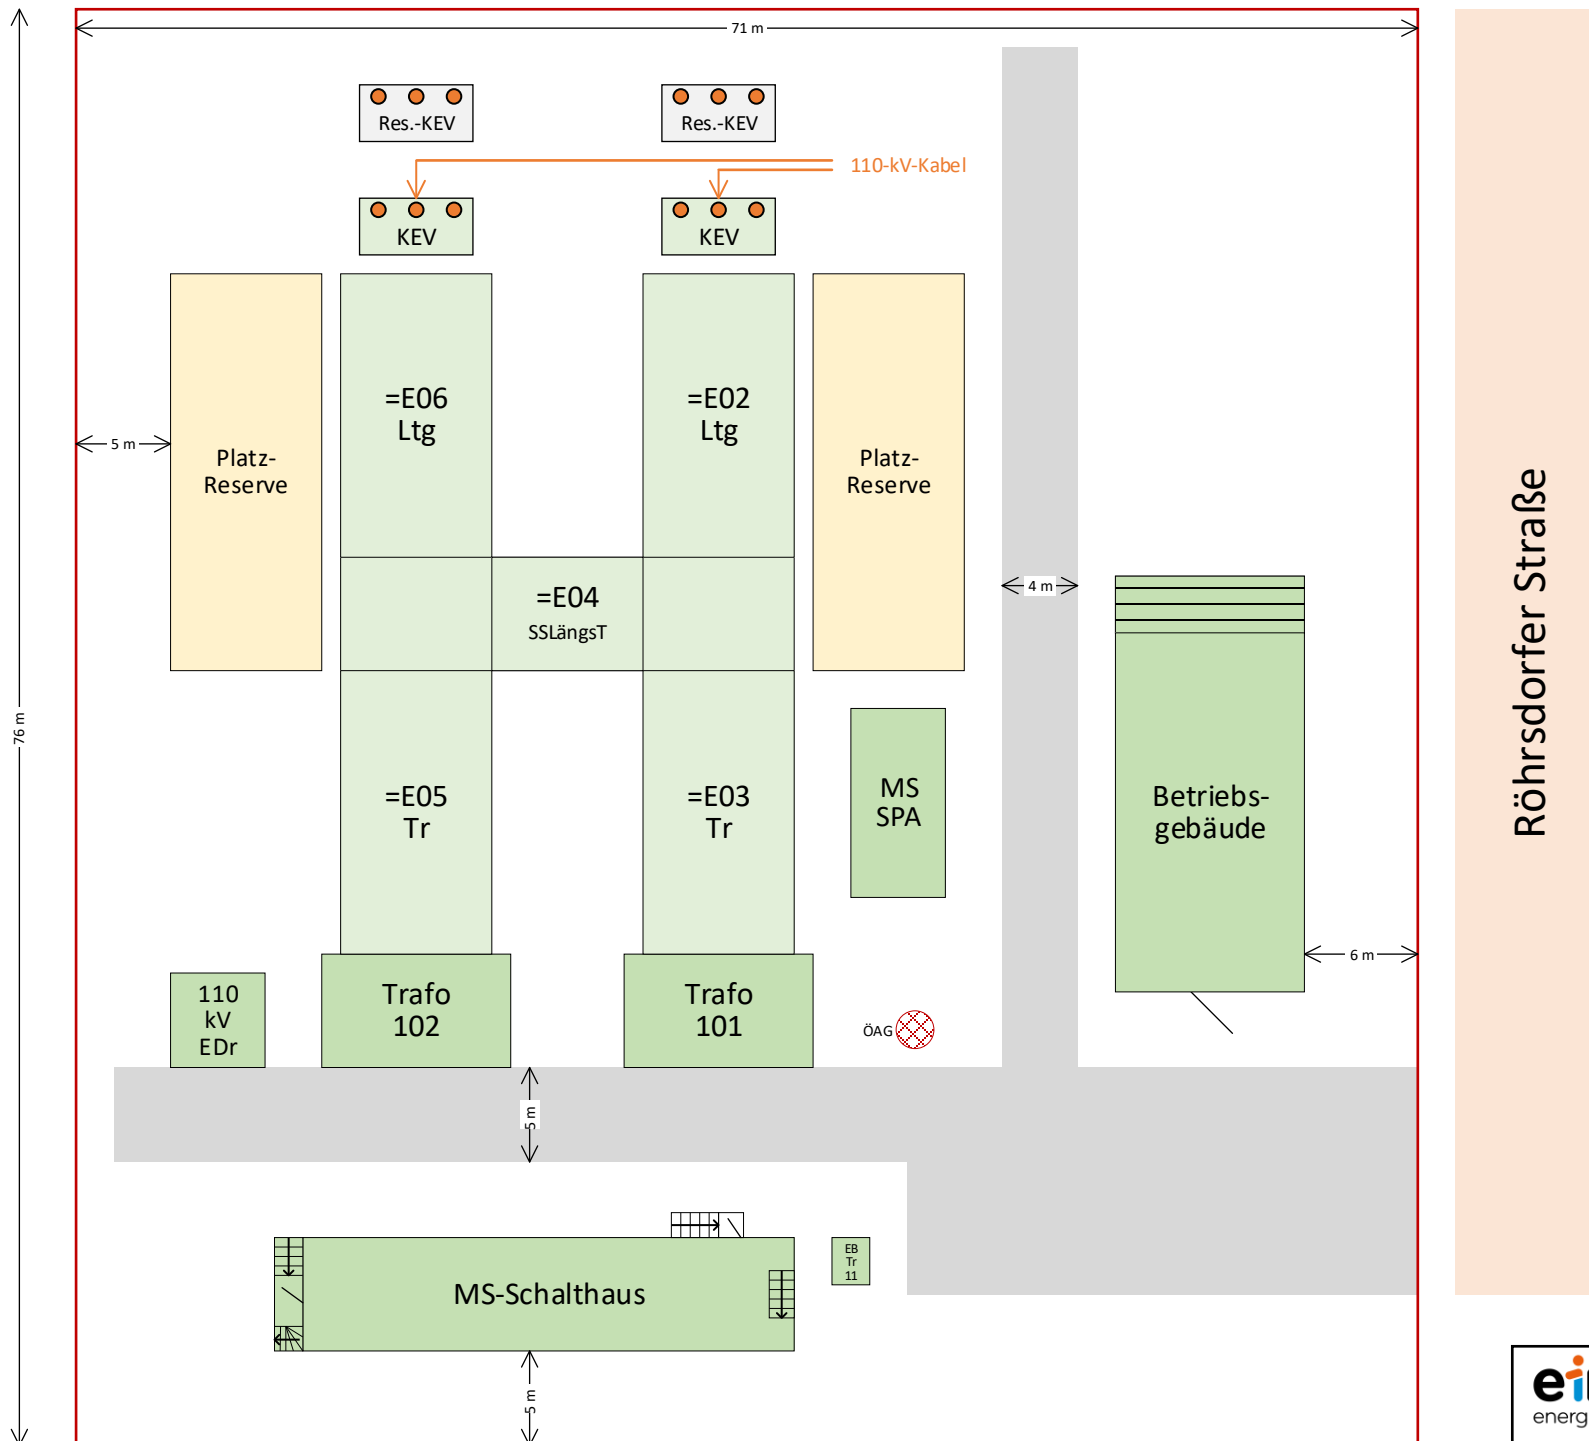 71 m
Res.-KEV
Res.-KEV
110-kV-Kabel
KEV
KEV
=E06
Ltg
=E02
Ltg
5 m
Platz-
Reserve
Platz-
Reserve
=E04
SSLängsT
4 m
Röhrsdorfer Straße
76 m
=E05
Tr
=E03
Tr
MS
SPA
Betriebs-
gebäude
6 m
110
kV
EDr
Trafo
102
Trafo
101
ÖAG
5 m
MS-Schalthaus
EB
Tr
11
5 m